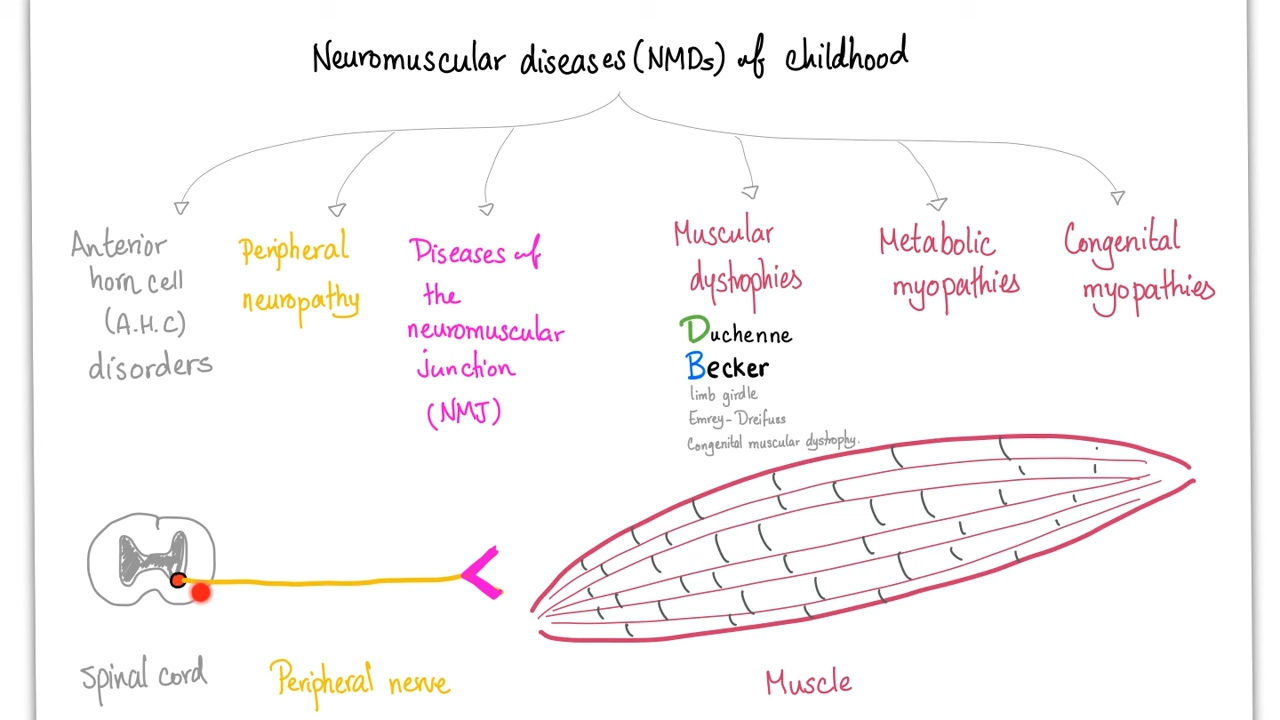 Neuromuscular diseases (NMDs) of childhood
Anterior
horn cell
(A.H.C)
disorders
Peripheral
neuropathy
Diseases of
the
neuromuscular
junction
(NMJ)
Muscular
dystrophies
Duchenne
Becker
limb girdle
Emrey-Dreifuss
Congenital muscular dystrophy.
Metabolic
myopathies
Congenital
myopathies
spinal cord
Peripheral nerve
Muscle